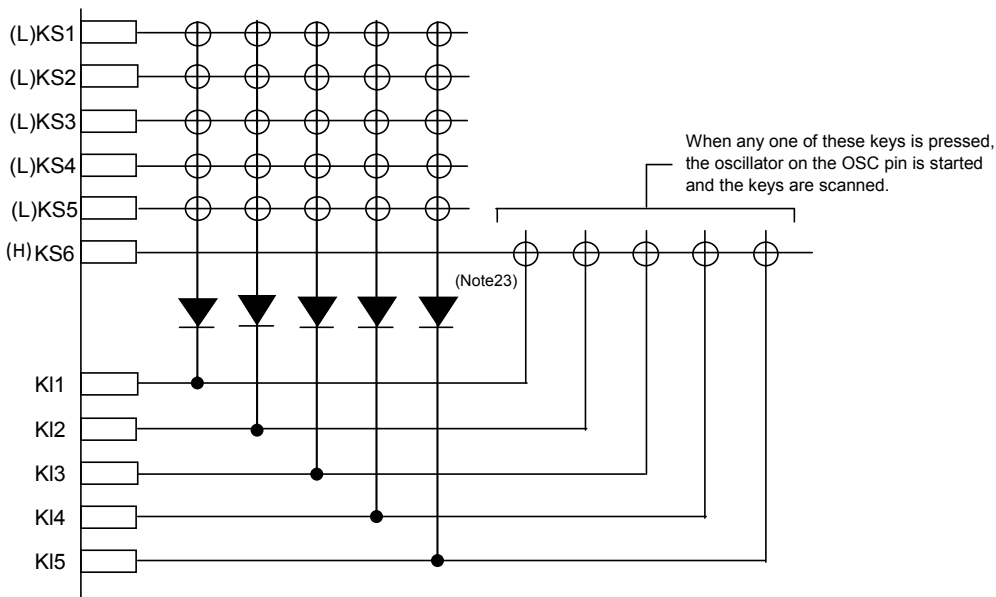 (L)KS1
(L)KS2
(L)KS3
(L)KS4
(L)KS5
(H)KS6
When any one of these keys is pressed,
the oscillator on the OSC pin is started
and the keys are scanned.
(Note23)
KI1
KI2
KI3
KI4
KI5